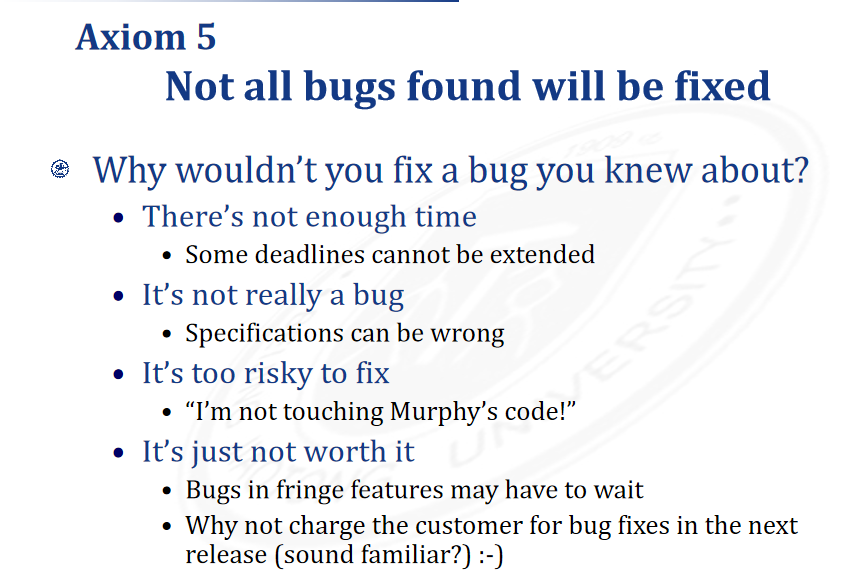 Axiom 5
Not all bugs found will be fixed
Why wouldn’t you fix a bug you knew about?
• There’s not enough time
• Some deadlines cannot be extended
• It’s not really a bug
• Specifications can be wrong
• It’s too risky to fix
• “I’m not touching Murphy’s code!”
• It’s just not worth it
• Bugs in fringe features may have to wait
• Why not charge the customer for bug fixes in the next
release (sound familiar?) :-)
UNIVERSITY